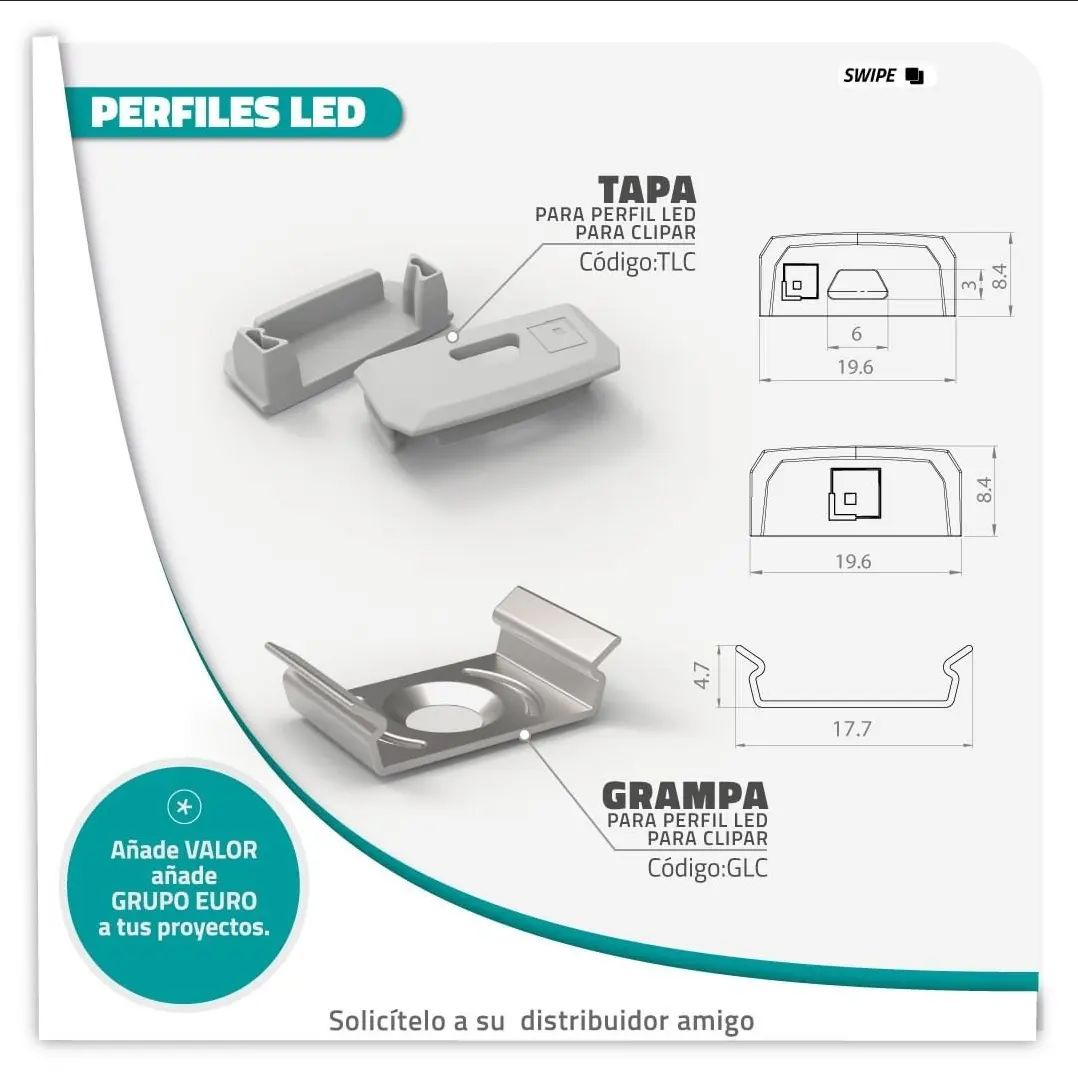 SWIPE
PERFILES LED
TAPA
PARA PERFIL LED
PARA CLIPAR
Código:TLC
3
8.4
6
19.6
8.4
19.6
4.7
17.7
GRAMPA
PARA PERFIL LED
PARA CLIPAR
Código:GLC
Añade VALOR
añade
GRUPO EURO
a tus proyectos.
Solicítelo a su distribuidor amigo